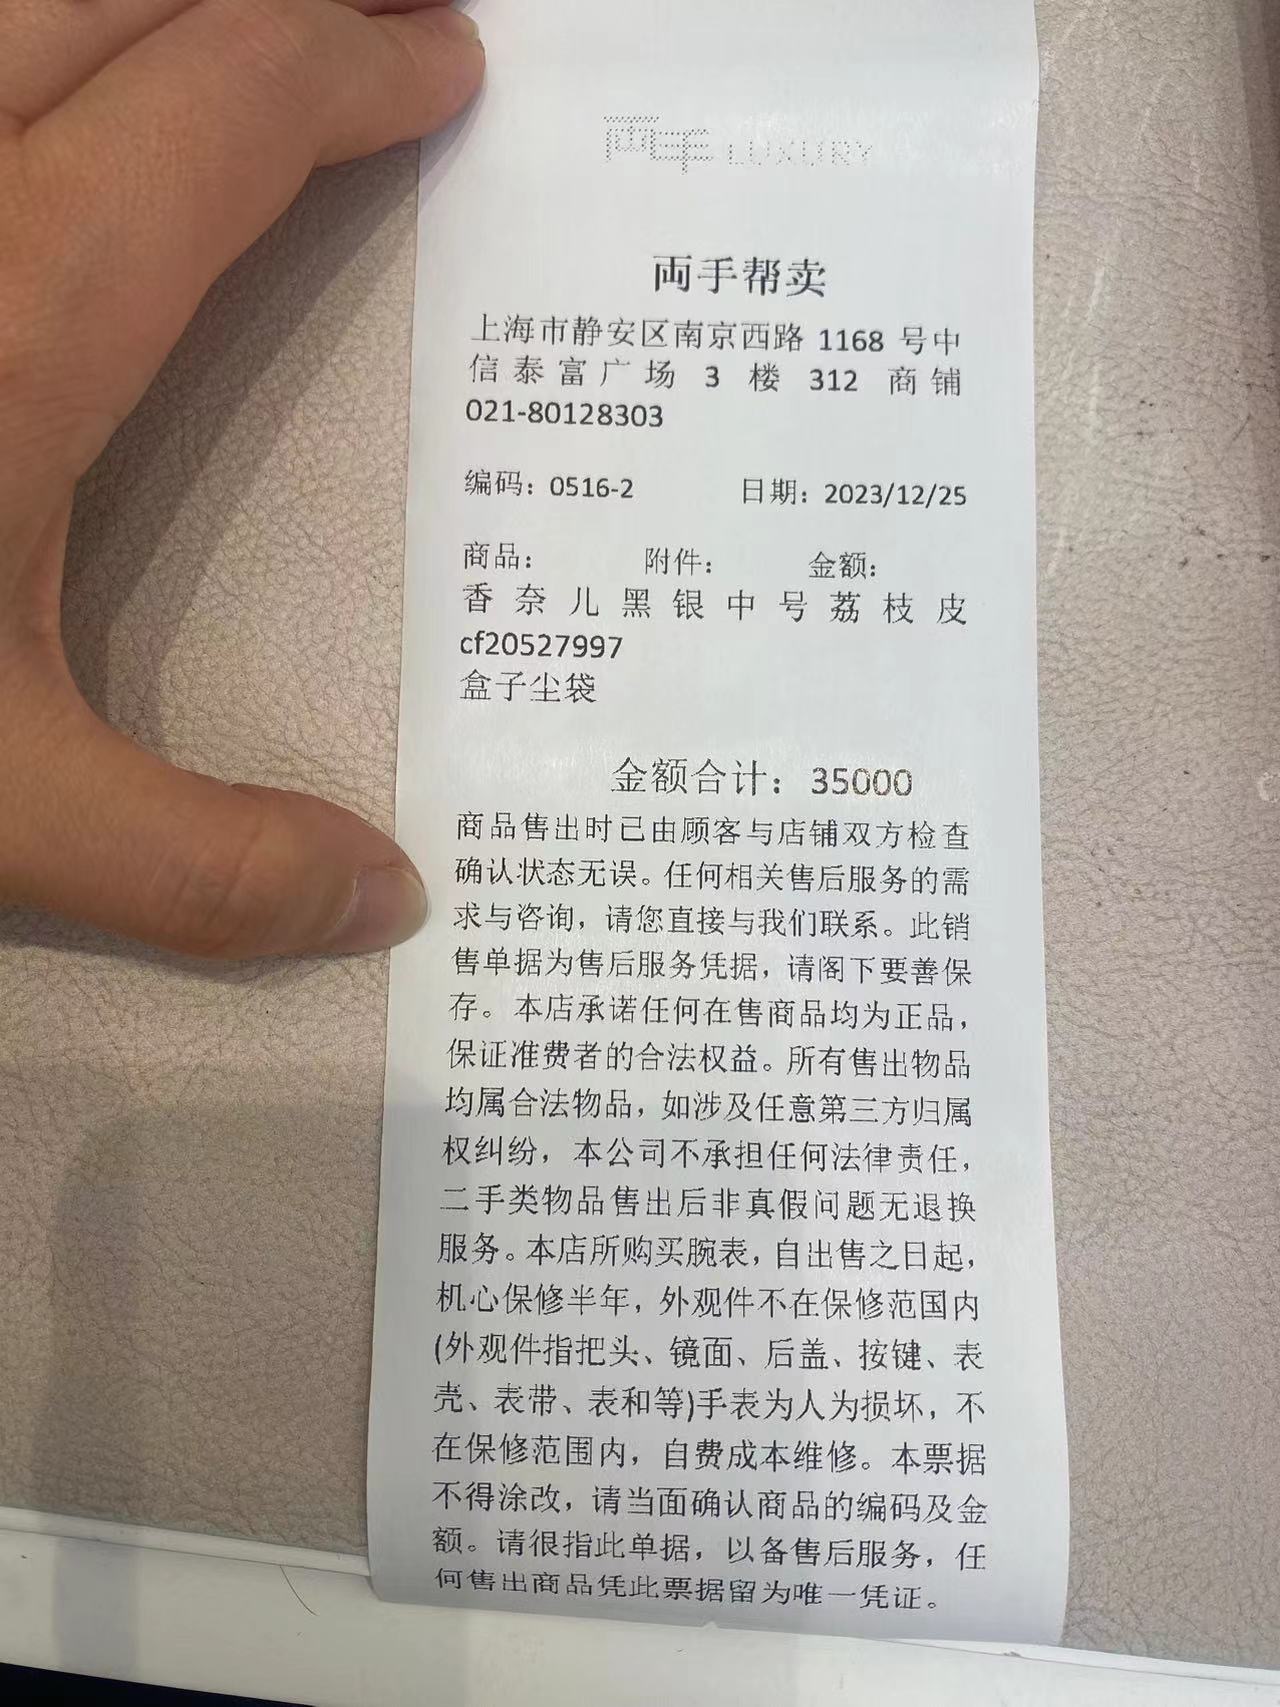 両手 LUXURY
両手帮卖
上海市静安区南京西路 1168 号中
信泰富广场 3 楼 312 商铺
021-80128303
编码：0516-2 日期：2023/12/25
商品： 附件： 金额：
香奈儿黑银中号荔枝皮
cf20527997
盒子尘袋
金额合计：35000
商品售出时已由顾客与店铺双方检查
确认状态无误。任何相关售后服务的需
求与咨询，请您直接与我们联系。此销
售单据为售后服务凭据，请阁下要善保
存。本店承诺任何在售商品均为正品，
保证准费者的合法权益。所有售出物品
均属合法物品，如涉及任意第三方归属
权纠纷，本公司不承担任何法律责任，
二手类物品售出后非真假问题无退换
服务。本店所购买腕表，自出售之日起，
机心保修半年，外观件不在保修范国内
(外观件指把头、镜面、后盖、按键、表
壳、表带、表和等)手表为人为损坏，不
在保修范围内，自费成本维修。本票据
不得涂改，请当面确认商品的编码及金
额。请很指此单据，以备售后服务，任
何售出商品凭此票据留为唯一凭证。